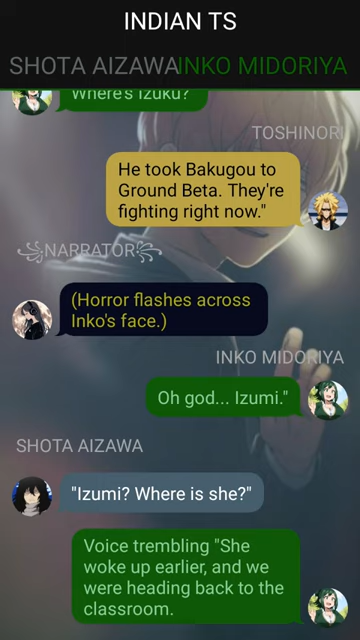 INDIAN TS
SHOTA AIZAWA INKO MIDORIYA
Where's Izuku?
TOSHINORI
He took Bakugou to
Ground Beta. They're
fighting right now."
꧁NARRATOR꧂
(Horror flashes across
Inko's face.)
INKO MIDORIYA
Oh god... Izumi."
SHOTA AIZAWA
"Izumi? Where is she?"
Voice trembling "She
woke up earlier, and we
were heading back to the
classroom.